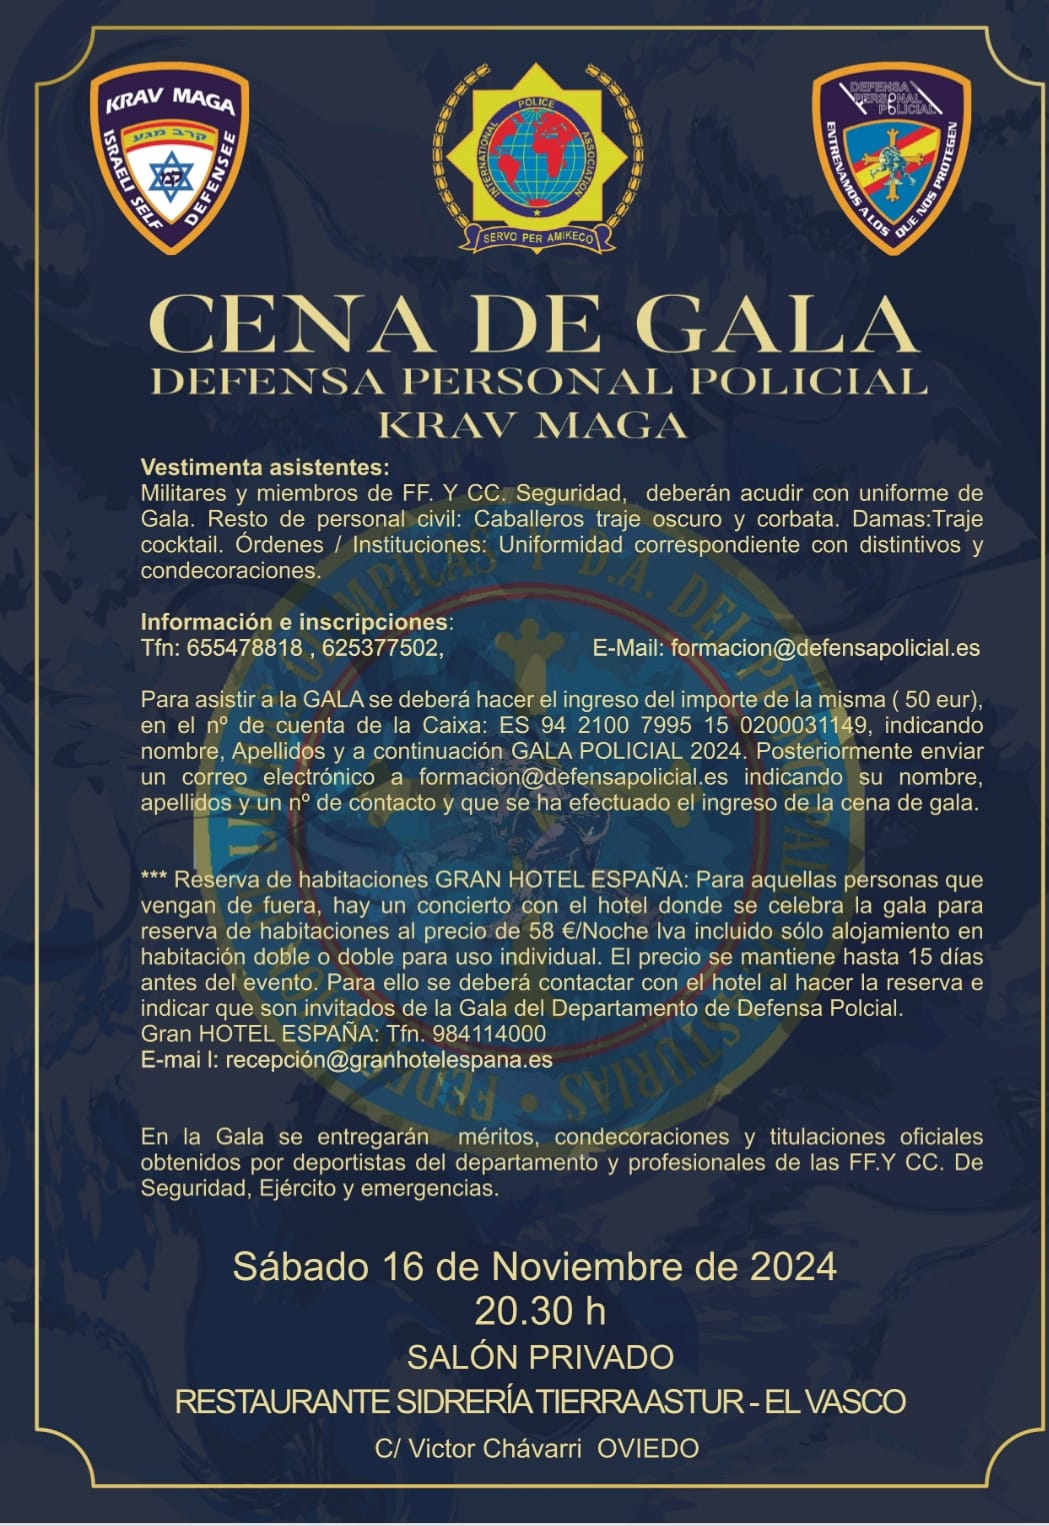 KRAV MAGA
קרב מגע
ISRAELI SELF DEFENSEE
INTERNATIONAL POLICE ASSOCIATION
SERVO PER AMIKECO
DEFENSA
PERSONAL
POLICIAL
ENTRENAMOS A LOS QUE NOS PROTEGEN
CENA DE GALA
DEFENSA PERSONAL POLICIAL
KRAV MAGA
Vestimenta asistentes:
Militares y miembros de FF. Y CC. Seguridad, deberán acudir con uniforme de
Gala. Resto de personal civil: Caballeros traje oscuro y corbata. Damas:Traje
cocktail. Órdenes / Instituciones: Uniformidad correspondiente con distintivos y
condecoraciones.
Información e inscripciones:
Tfn: 655478818 , 625377502, E-Mail: formacion@defensapolicial.es
Para asistir a la GALA se deberá hacer el ingreso del importe de la misma ( 50 eur),
en el nº de cuenta de la Caixa: ES 94 2100 7995 15 0200031149, indicando
nombre, Apellidos y a continuación GALA POLICIAL 2024. Posteriormente enviar
un correo electrónico a formacion@defensapolicial.es indicando su nombre,
apellidos y un nº de contacto y que se ha efectuado el ingreso de la cena de gala.
*** Reserva de habitaciones GRAN HOTEL ESPAÑA: Para aquellas personas que
vengan de fuera, hay un concierto con el hotel donde se celebra la gala para
reserva de habitaciones al precio de 58 €/Noche Iva incluido sólo alojamiento en
habitación doble o doble para uso individual. El precio se mantiene hasta 15 días
antes del evento. Para ello se deberá contactar con el hotel al hacer la reserva e
indicar que son invitados de la Gala del Departamento de Defensa Polcial.
Gran HOTEL ESPAÑA: Tfn. 984114000
E-mai l: recepción@granhotelespana.es
En la Gala se entregarán méritos, condecoraciones y titulaciones oficiales
obtenidos por deportistas del departamento y profesionales de las FF.Y CC. De
Seguridad, Ejército y emergencias.
Sábado 16 de Noviembre de 2024
20.30 h
SALÓN PRIVADO
RESTAURANTE SIDRERÍA TIERRA ASTUR - EL VASCO
C/ Victor Chávarri OVIEDO